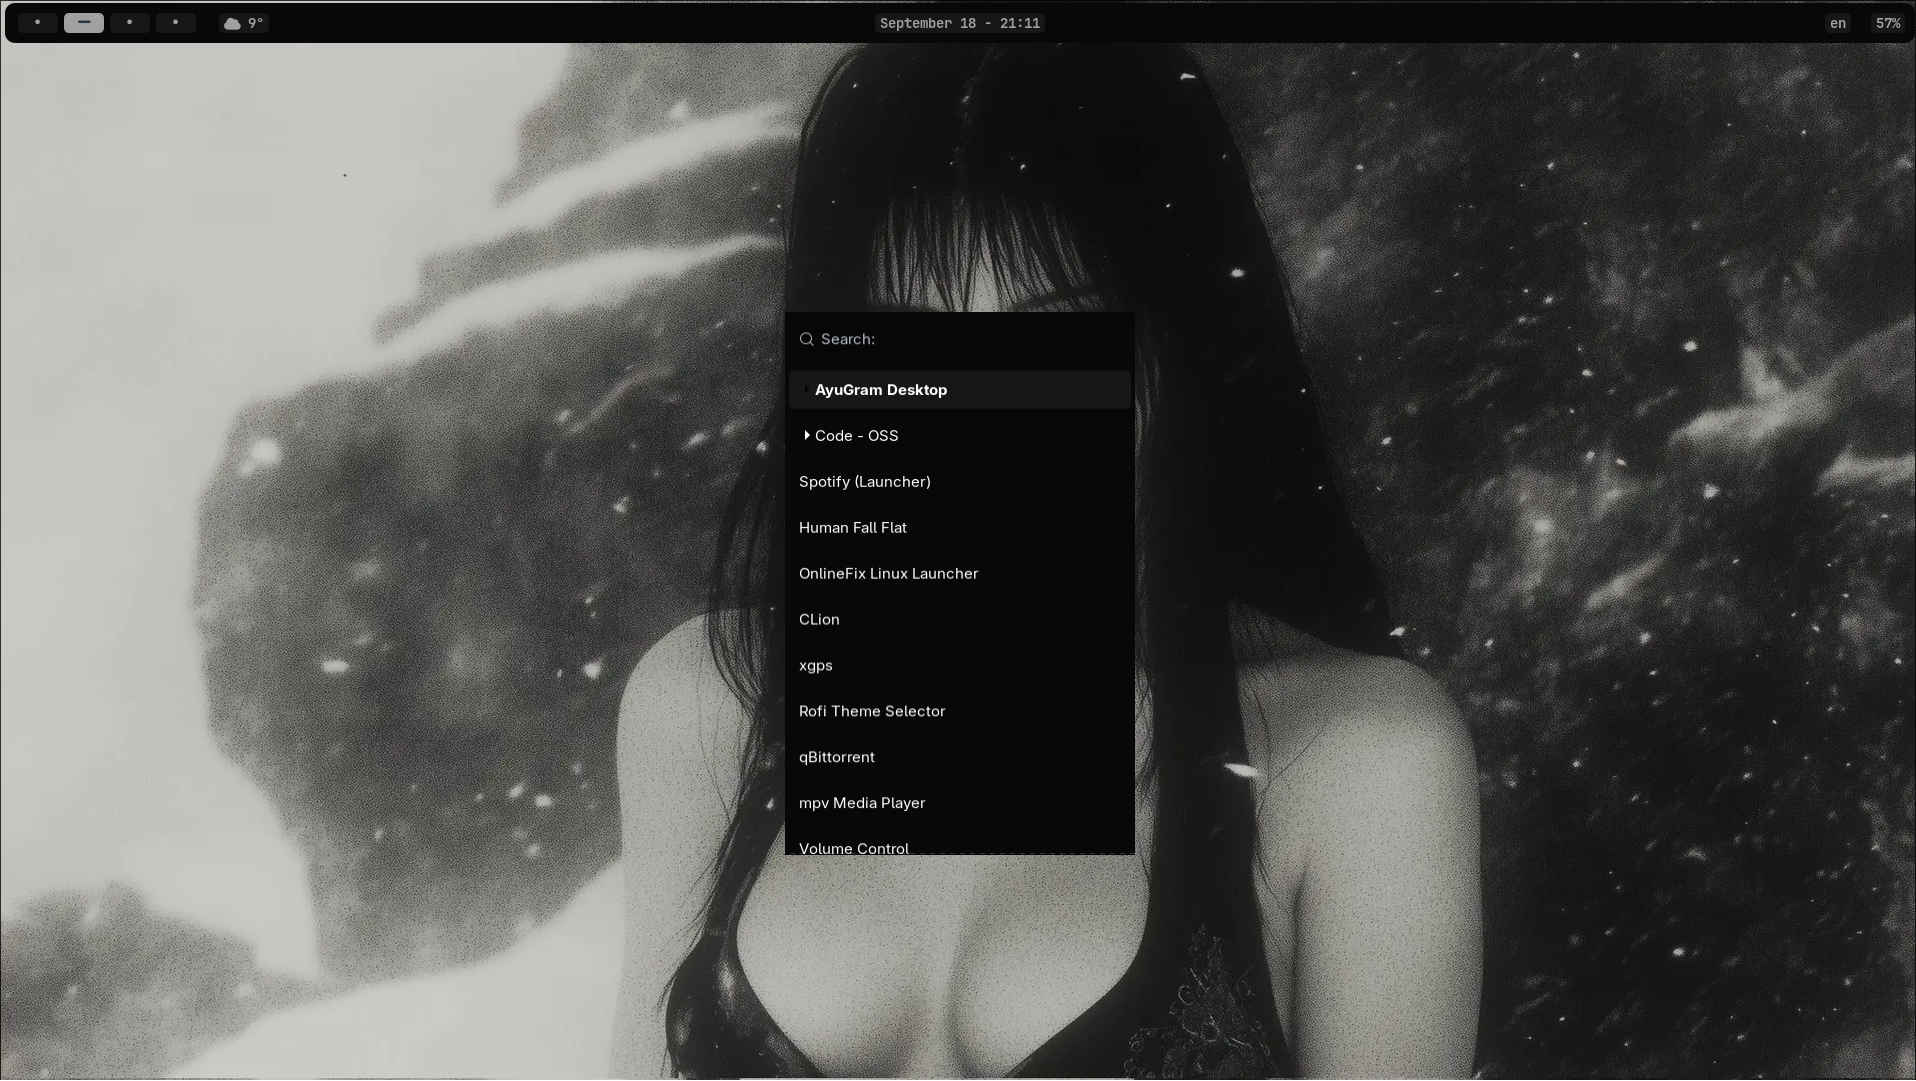 9°
September 18 - 21:11
en
57%
Search:
AyuGram Desktop
Code - OSS
Spotify (Launcher)
Human Fall Flat
OnlineFix Linux Launcher
CLion
xgps
Rofi Theme Selector
qBittorrent
mpv Media Player
Volume Control